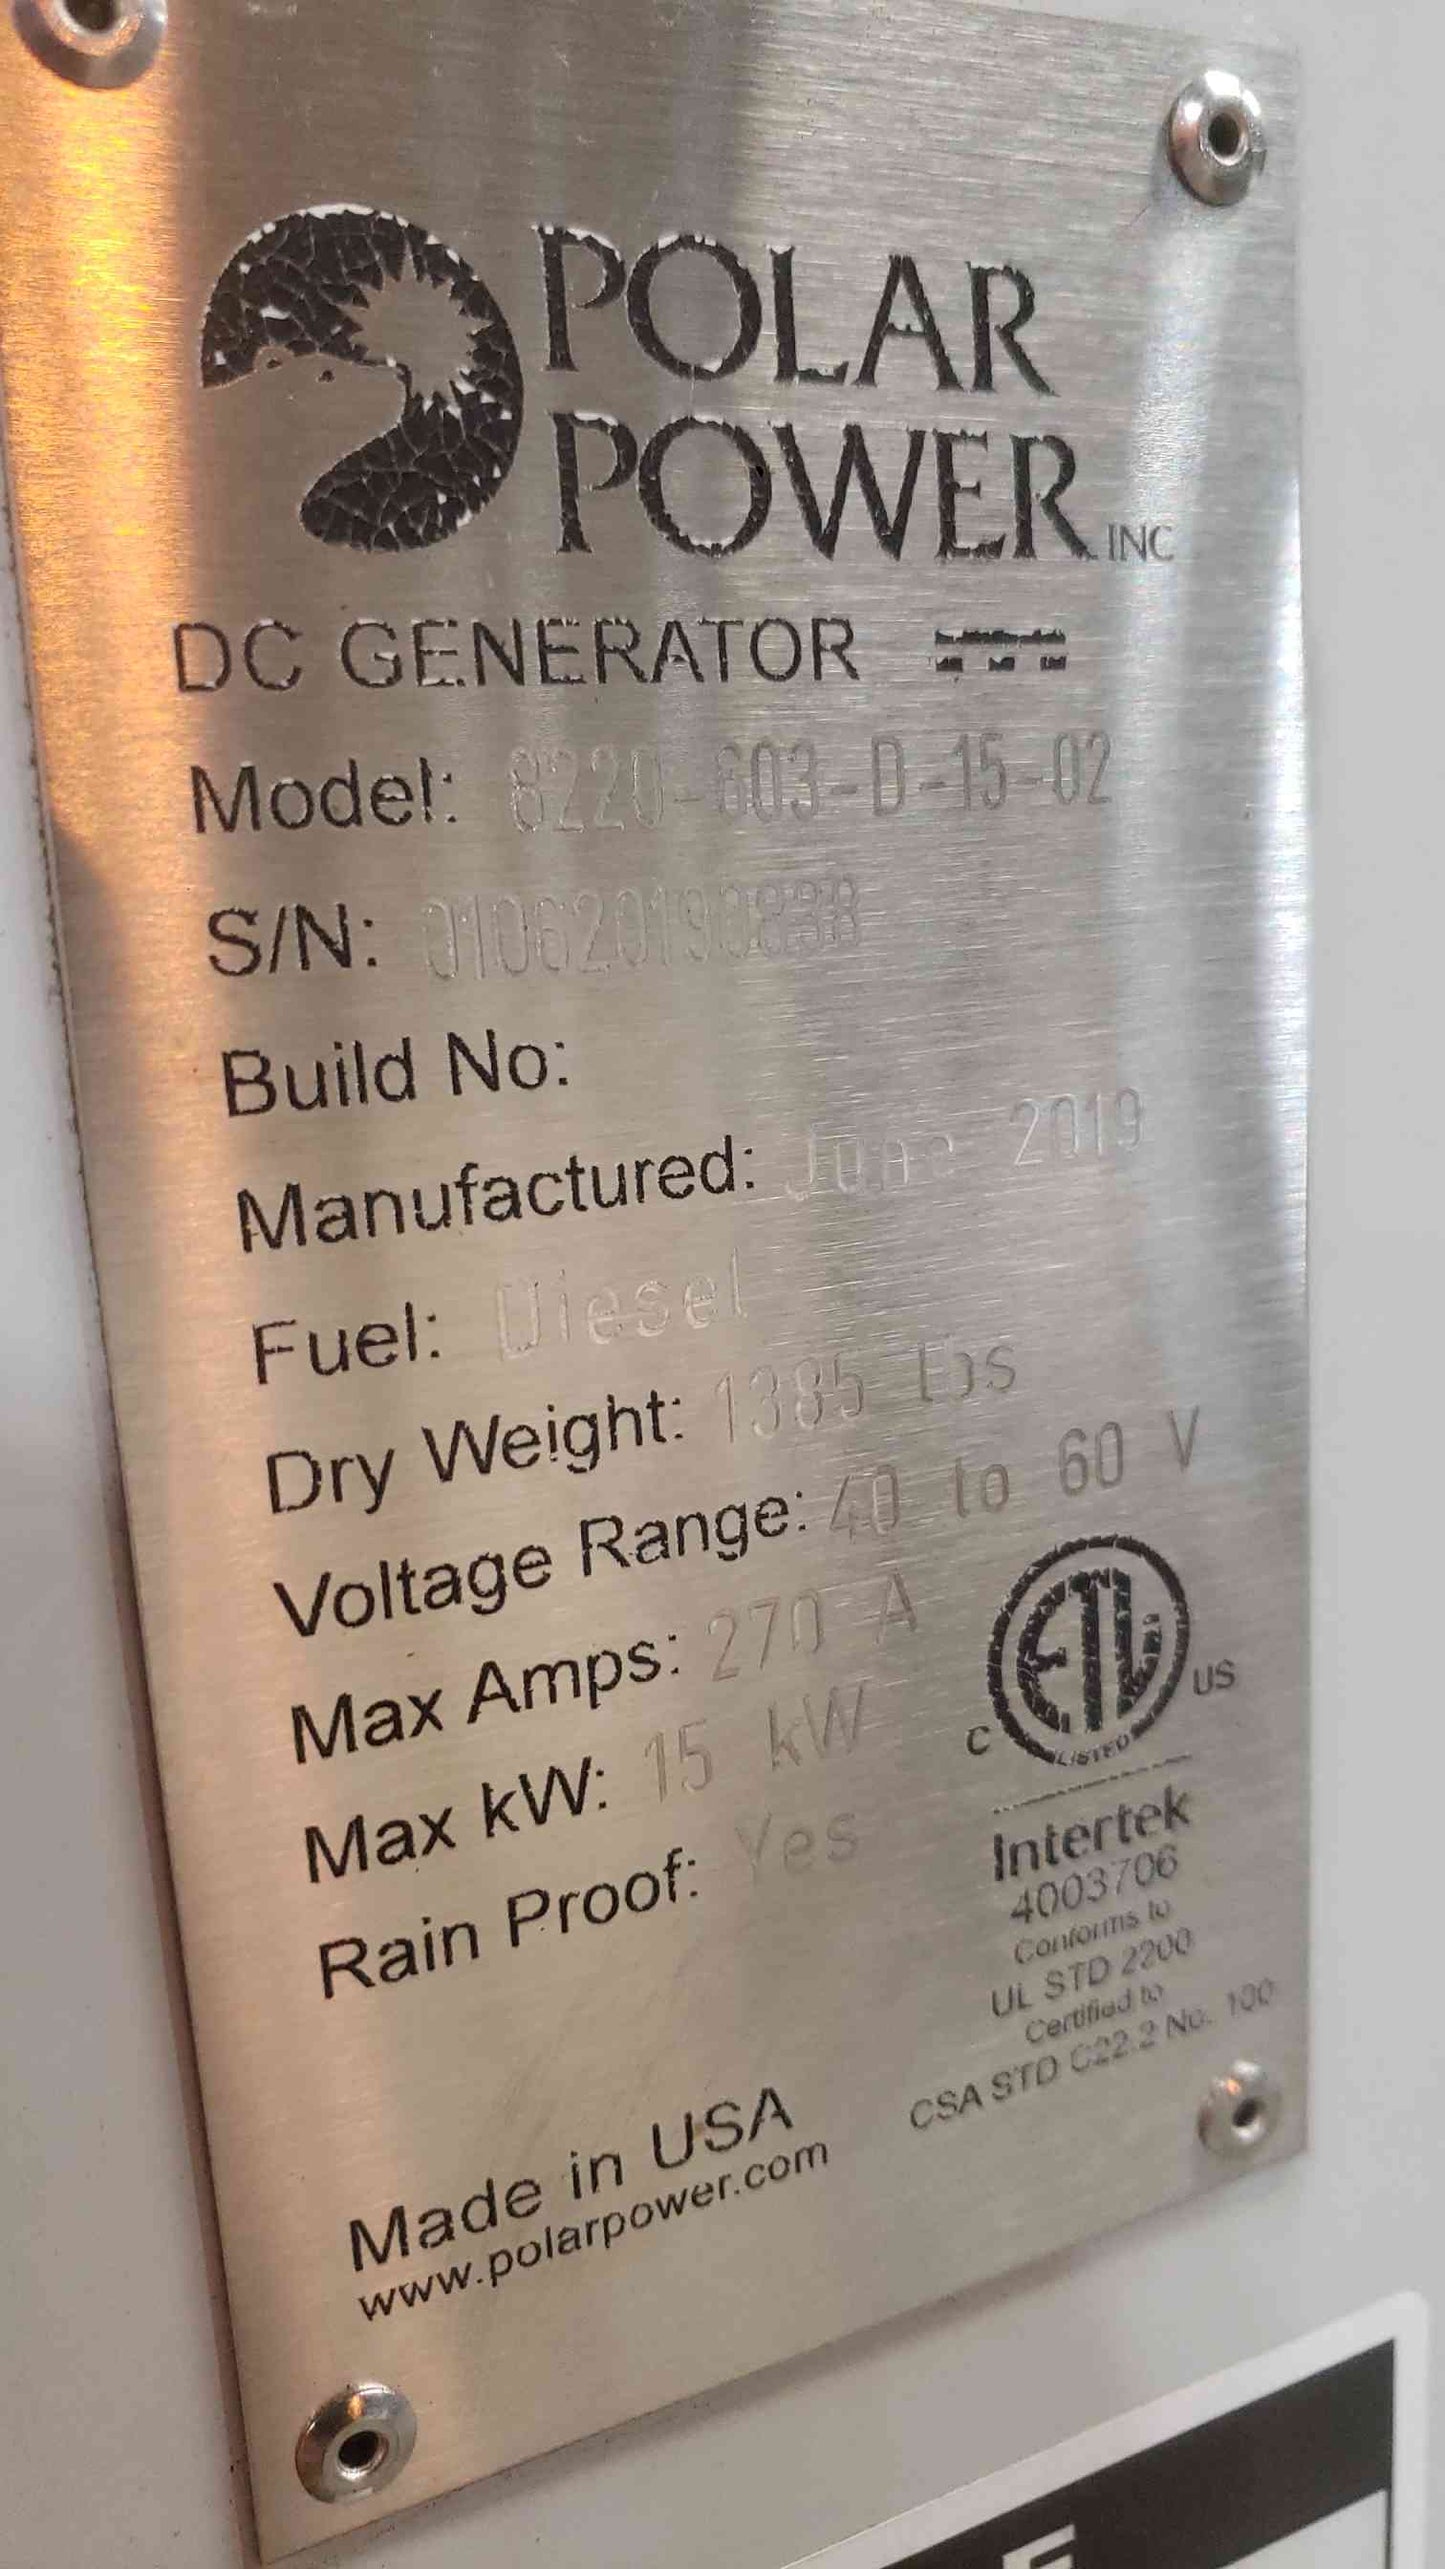 POLAR
POWER INC
DC GENERATOR
Model: 8220-603-D-15-02
S/N: 010620190838
Build No:
Manufactured: June 2019
Fuel: Diesel
Dry Weight: 1385 lbs
Voltage Range: 40 to 60 V
Max Amps: 270 A
Max kW: 15 kW
Rain Proof: Yes
ETL
C US
LISTED
Intertek
4003706
Conforms to
UL STD 2200
Certified to
CSA STD C22.2 No. 100
Made in USA
www.polarpower.com